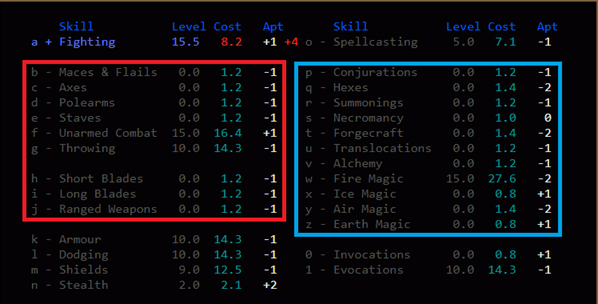 Skill Level Cost Apt Skill Level Cost Apt
a + Fighting 15.5 8.2 +1 +4 o - Spellcasting 5.0 7.1 -1
b - Maces & Flails 0.0 1.2 -1 p - Conjurations 0.0 1.2 -1
c - Axes 0.0 1.2 -1 q - Hexes 0.0 1.4 -2
d - Polearms 0.0 1.2 -1 r - Summonings 0.0 1.2 -1
e - Staves 0.0 1.2 -1 s - Necromancy 0.0 1.0 0
f - Unarmed Combat 15.0 16.4 +1 t - Forgecraft 0.0 1.4 -2
g - Throwing 10.0 14.3 -1 u - Translocations 0.0 1.2 -1
v - Alchemy 0.0 1.2 -1
h - Short Blades 0.0 1.2 -1 w - Fire Magic 15.0 27.6 -2
i - Long Blades 0.0 1.2 -1 x - Ice Magic 0.0 0.8 +1
j - Ranged Weapons 0.0 1.2 -1 y - Air Magic 0.0 1.4 -2
z - Earth Magic 0.0 0.8 +1
k - Armour 10.0 14.3 -1
l - Dodging 10.0 14.3 -1 0 - Invocations 0.0 0.8 +1
m - Shields 9.0 12.5 -1 1 - Evocations 10.0 14.3 -1
n - Stealth 2.0 2.1 +2